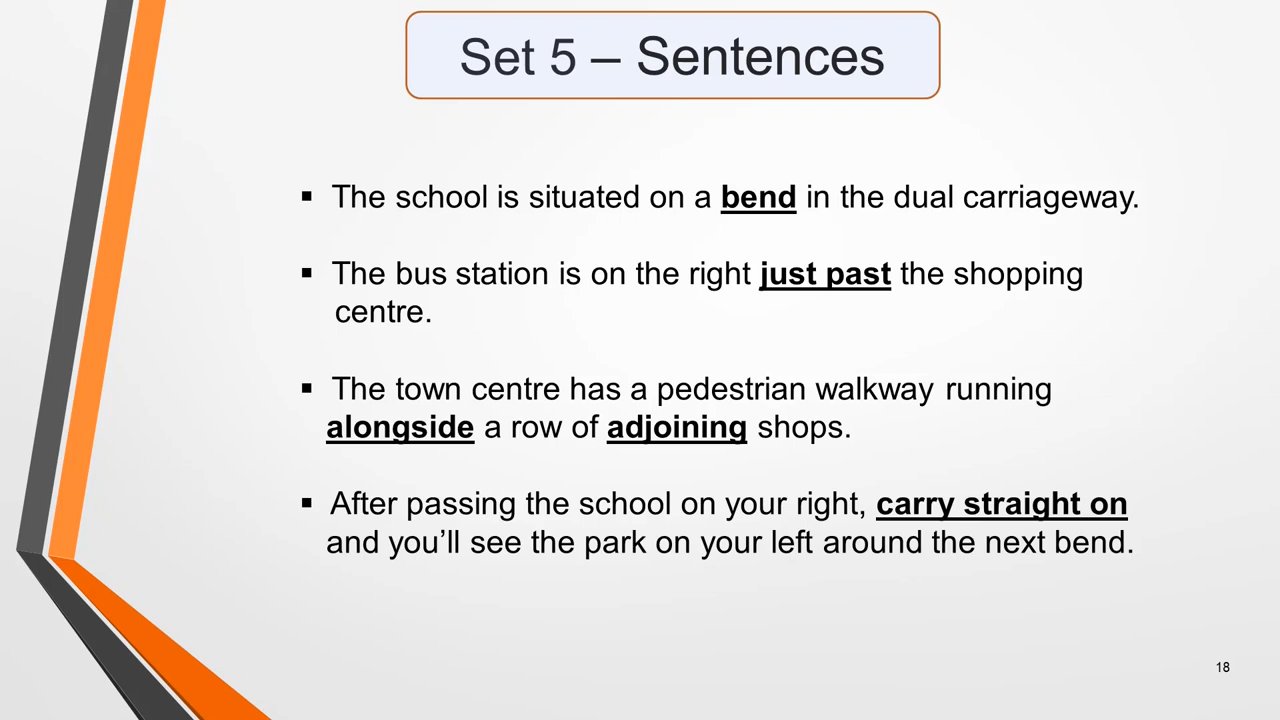 Set 5 – Sentences
▪ The school is situated on a bend in the dual carriageway.
▪ The bus station is on the right just past the shopping
centre.
▪ The town centre has a pedestrian walkway running
alongside a row of adjoining shops.
▪ After passing the school on your right, carry straight on
and you’ll see the park on your left around the next bend.
18